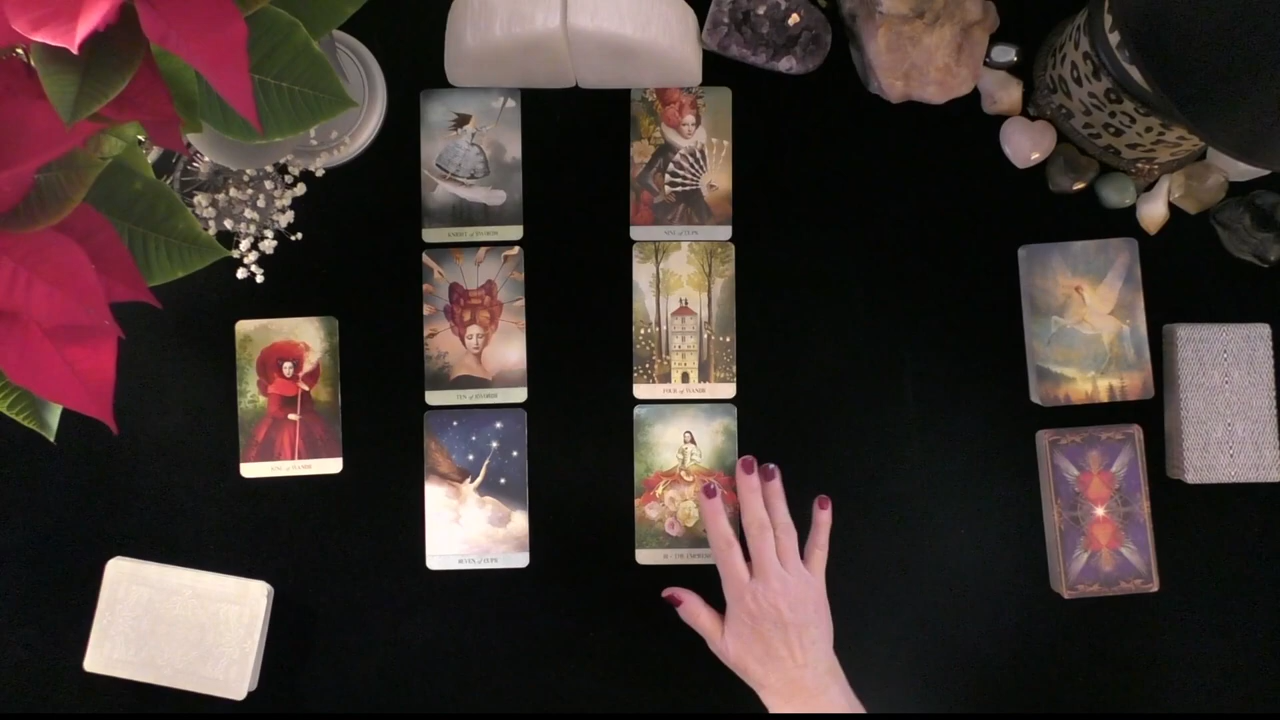 KNIGHT of SWORDS
NINE of CUPS
TEN of SWORDS
FOUR of WANDS
KING of WANDS
SEVEN of CUPS
III - THE EMPRESS